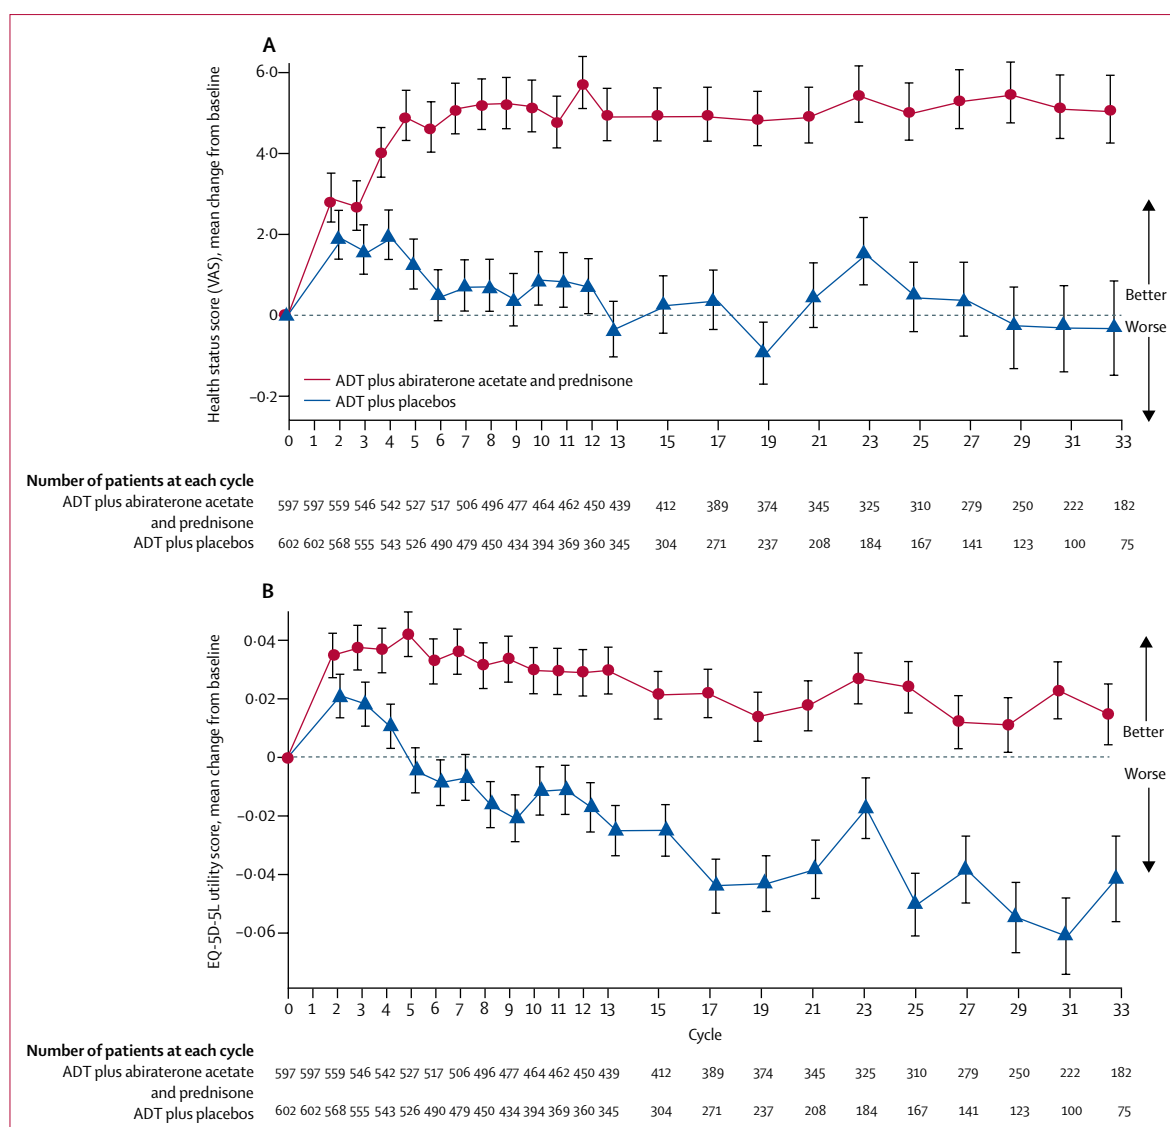 A
Health status score (VAS), mean change from baseline
6·0
4·0
2·0
0
–0·2
Better
Worse
ADT plus abiraterone acetate and prednisone
ADT plus placebos
0 1 2 3 4 5 6 7 8 9 10 11 12 13 15 17 19 21 23 25 27 29 31 33
Number of patients at each cycle
ADT plus abiraterone acetate
and prednisone
597 597 559 546 542 527 517 506 496 477 464 462 450 439 412 389 374 345 325 310 279 250 222 182
ADT plus placebos
602 602 568 555 543 526 490 479 450 434 394 369 360 345 304 271 237 208 184 167 141 123 100 75
B
EQ-5D-5L utility score, mean change from baseline
0·04
0·02
0
–0·02
–0·04
–0·06
Better
Worse
0 1 2 3 4 5 6 7 8 9 10 11 12 13 15 17 19 21 23 25 27 29 31 33
Cycle
Number of patients at each cycle
ADT plus abiraterone acetate
and prednisone
597 597 559 546 542 527 517 506 496 477 464 462 450 439 412 389 374 345 325 310 279 250 222 182
ADT plus placebos
602 602 568 555 543 526 490 479 450 434 394 369 360 345 304 271 237 208 184 167 141 123 100 75